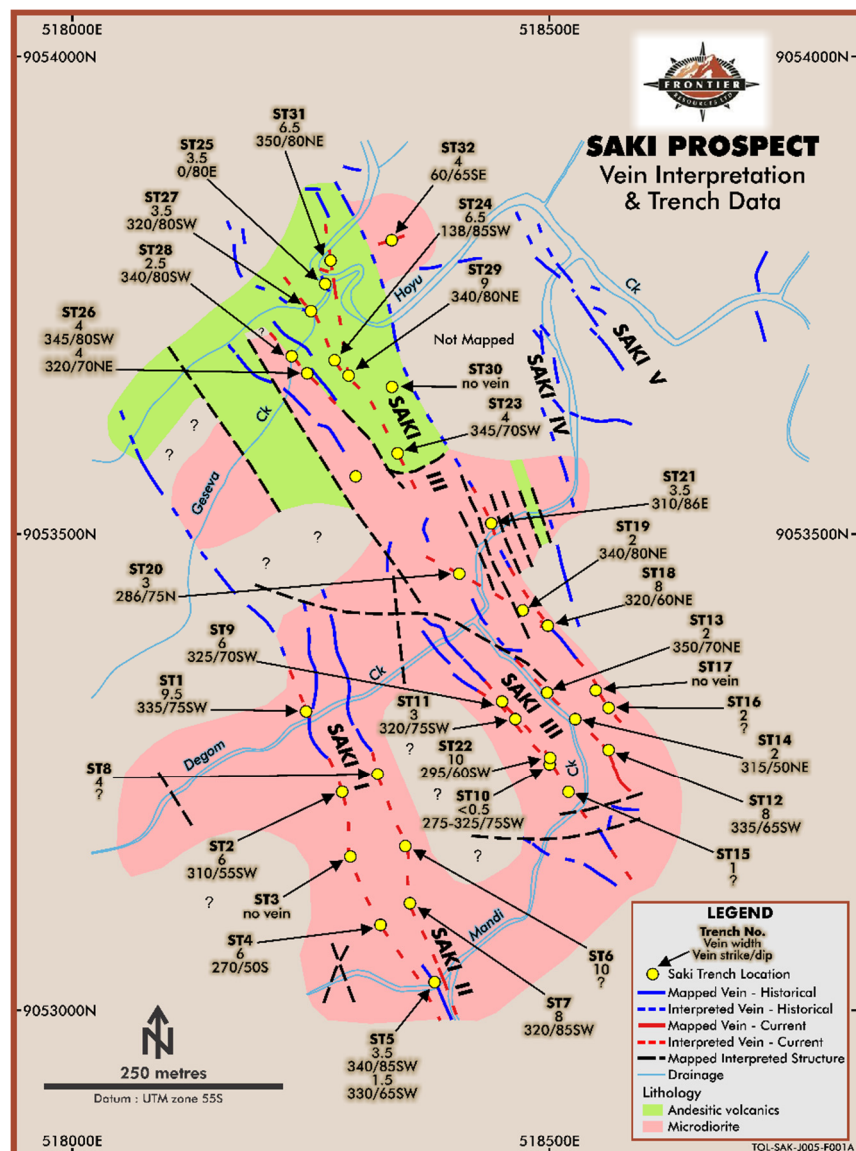 518000E
518500E
9054000N
9054000N
FRONTIER
RESOURCES LTD
SAKI PROSPECT
Vein Interpretation
& Trench Data
ST31
6.5
350/80NE
ST25
3.5
0/80E
ST32
4
60/65SE
ST27
3.5
320/80SW
ST24
6.5
138/85SW
ST28
2.5
340/80SW
ST29
9
340/80NE
ST26
4
345/80SW
4
320/70NE
Hoyu
Ck
Not Mapped
SAKI V
SAKI IV
ST30
no vein
ST23
4
345/70SW
SAKI III
?
Ck
Geseva
?
?
ST21
3.5
310/86E
9053500N
9053500N
?
?
ST19
2
340/80NE
ST20
3
286/75N
ST18
8
320/60NE
ST9
6
325/70SW
ST13
2
350/70NE
ST1
9.5
335/75SW
Ck
Degom
ST17
no vein
ST11
3
320/75SW
SAKI III
ST16
2
?
?
ST22
10
295/60SW
ST14
2
315/50NE
SAKI I
ST8
4
?
?
Ck
ST10
<0.5
275-325/75SW
ST12
8
335/65SW
ST2
6
310/55SW
?
ST15
1
?
ST3
no vein
?
ST4
6
270/50S
Mandi
SAKI II
ST6
10
?
ST7
8
320/85SW
ST5
3.5
340/85SW
1.5
330/65SW
9053000N
N
250 metres
Datum : UTM zone 55S
LEGEND
Trench No.
Vein width
Vein strike/dip
Saki Trench Location
Mapped Vein - Historical
Interpreted Vein - Historical
Mapped Vein - Current
Interpreted Vein - Current
Mapped Interpreted Structure
Drainage
Lithology
Andesitic volcanics
Microdiorite
518000E
518500E
TOL-SAK-J005-F001A